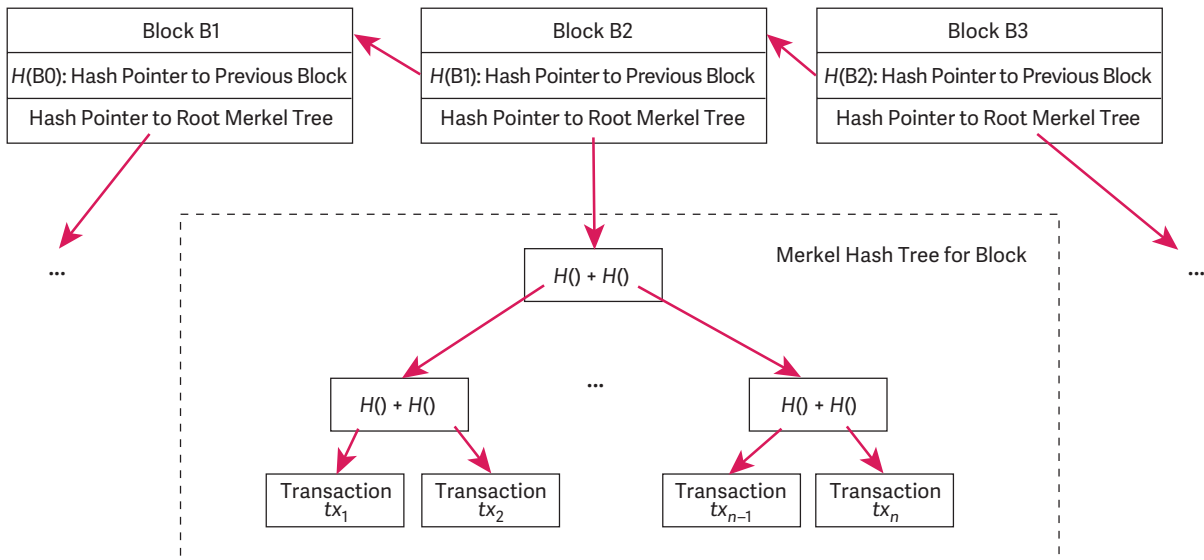 Block B1
H(B0): Hash Pointer to Previous Block
Hash Pointer to Root Merkel Tree
Block B2
H(B1): Hash Pointer to Previous Block
Hash Pointer to Root Merkel Tree
Block B3
H(B2): Hash Pointer to Previous Block
Hash Pointer to Root Merkel Tree
...
Merkel Hash Tree for Block
...
H() + H()
H() + H()
...
H() + H()
Transaction
tx₁
Transaction
tx₂
Transaction
txₙ₋₁
Transaction
txₙ